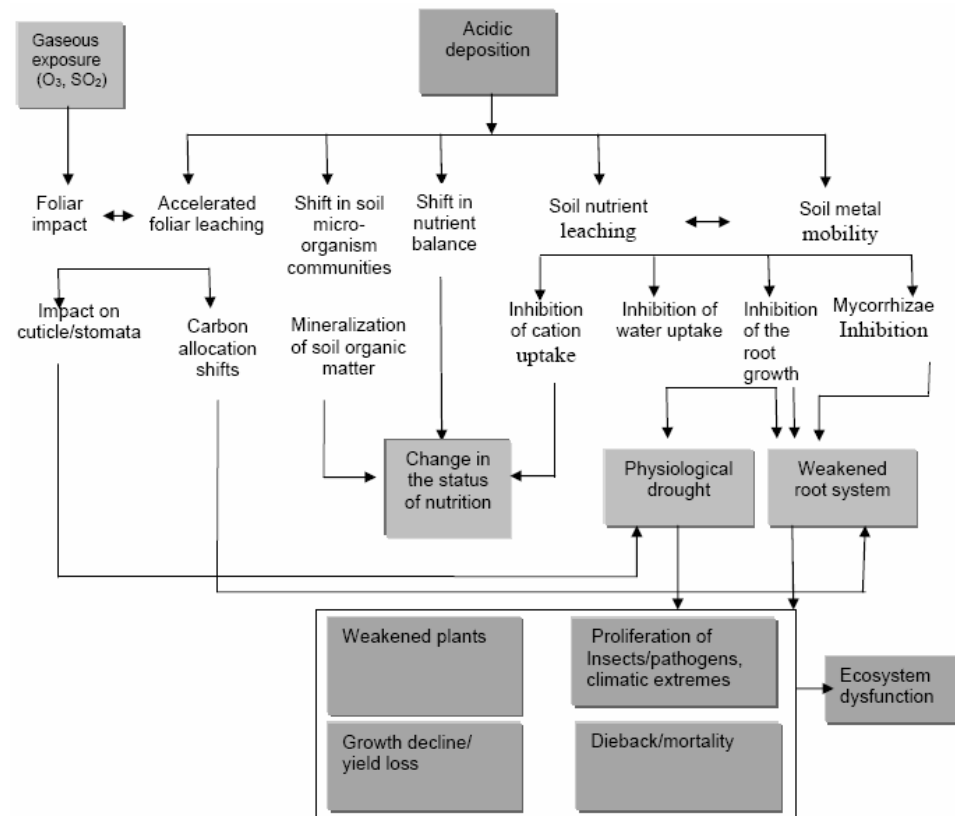 Gaseous
exposure
(O₃, SO₂)
Acidic
deposition
Foliar
impact
Accelerated
foliar leaching
Shift in soil
micro-
organism
communities
Shift in
nutrient
balance
Soil nutrient
leaching
Soil metal
mobility
Impact on
cuticle/stomata
Carbon
allocation
shifts
Mineralization
of soil organic
matter
Inhibition
of cation
uptake
Inhibition of
water uptake
Inhibition
of the
root
growth
Mycorrhizae
Inhibition
Change in
the status
of nutrition
Physiological
drought
Weakened
root system
Weakened plants
Proliferation of
Insects/pathogens,
climatic extremes
Growth decline/
yield loss
Dieback/mortality
Ecosystem
dysfunction